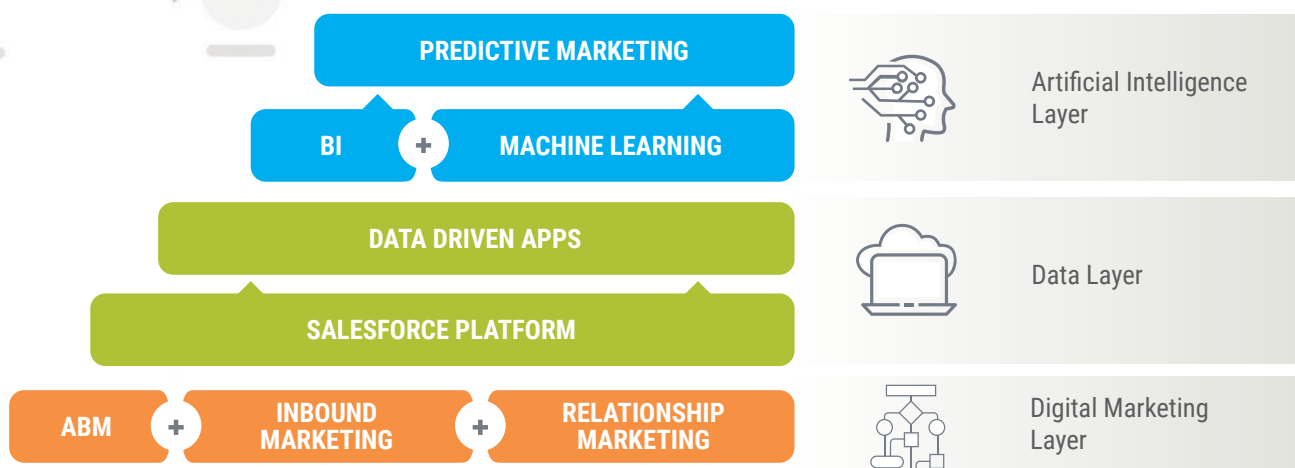 PREDICTIVE MARKETING
Artificial Intelligence
Layer
BI + MACHINE LEARNING
DATA DRIVEN APPS
Data Layer
SALESFORCE PLATFORM
ABM + INBOUND
MARKETING + RELATIONSHIP
MARKETING
Digital Marketing
Layer